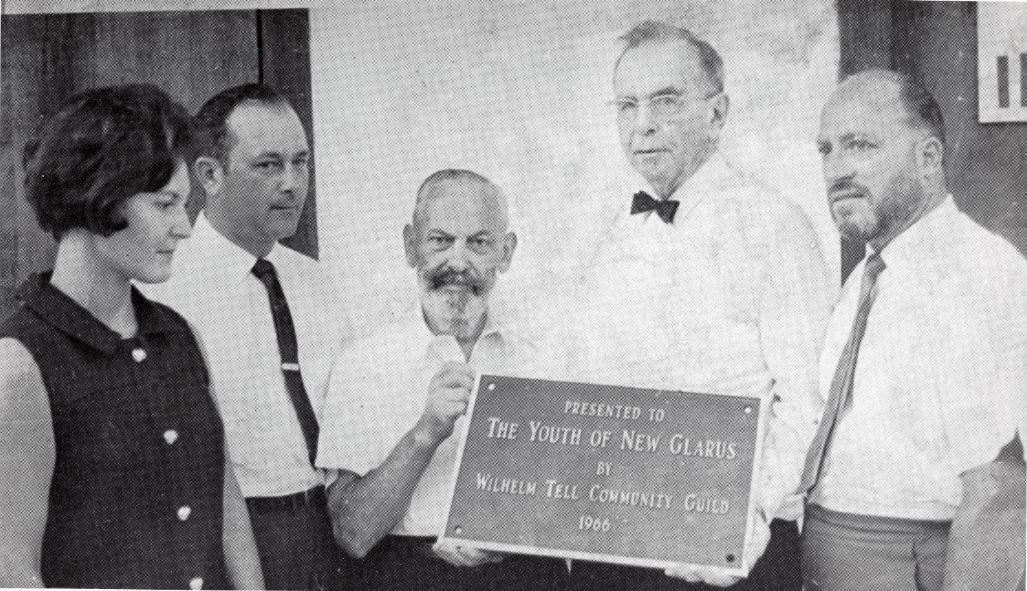 PRESENTED TO
THE YOUTH OF NEW GLARUS
BY
WILHELM TELL COMMUNITY GUILD
1966